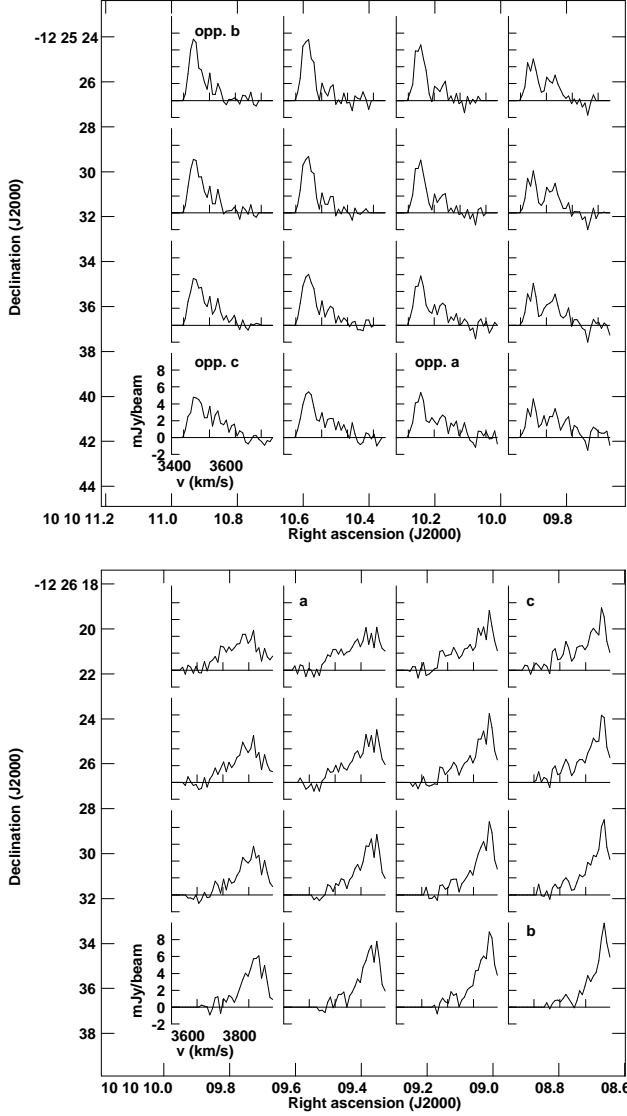 -12 25 24
opp. b
26
28
30
32
34
36
38
opp. c
opp. a
8
6
4
2
0
-2
mJy/beam
40
42
44
3400 3600
v (km/s)
Declination (J2000)
10 10 11.2 11.0 10.8 10.6 10.4 10.2 10.0 09.8
Right ascension (J2000)
-12 26 18
a
c
20
22
24
26
28
30
32
34
b
8
6
4
2
0
-2
mJy/beam
36
38
3600 3800
v (km/s)
Declination (J2000)
10 10 10.0 09.8 09.6 09.4 09.2 09.0 08.8 08.6
Right ascension (J2000)